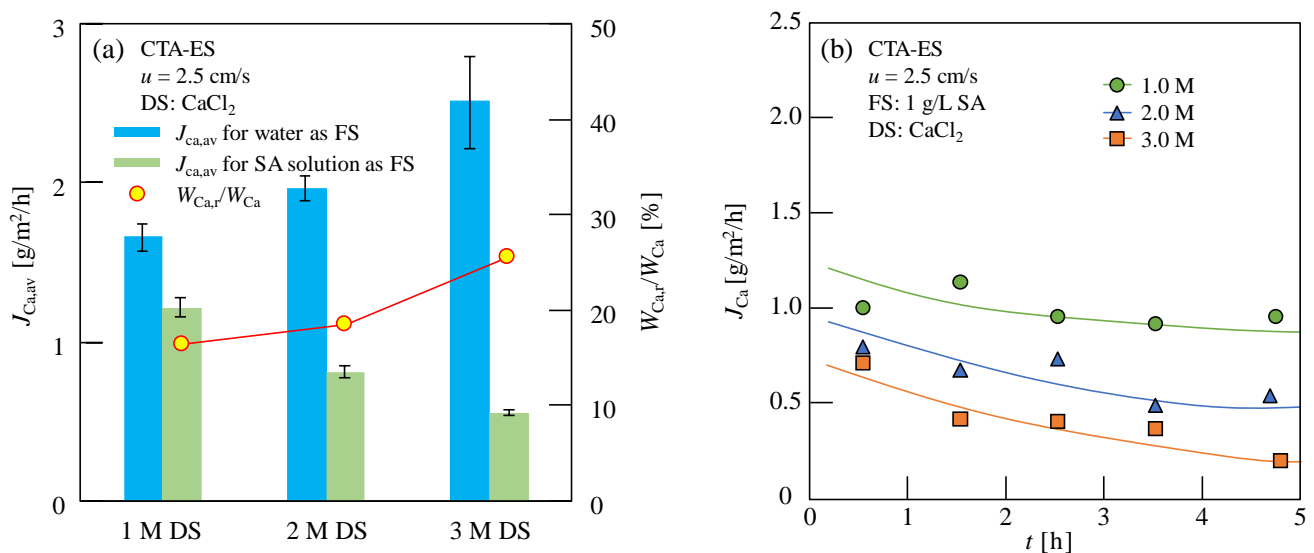 (a)
CTA-ES
u = 2.5 cm/s
DS: CaCl₂
J_ca,av for water as FS
J_ca,av for SA solution as FS
W_Ca,r/W_Ca
J_Ca,av [g/m²/h]
3
2
1
0
W_Ca,r/W_Ca [%]
50
40
30
20
10
0
1 M DS
2 M DS
3 M DS
(b)
CTA-ES
u = 2.5 cm/s
FS: 1 g/L SA
DS: CaCl₂
1.0 M
2.0 M
3.0 M
J_Ca [g/m²/h]
2.5
2.0
1.5
1.0
0.5
0
0 1 2 3 4 5
t [h]